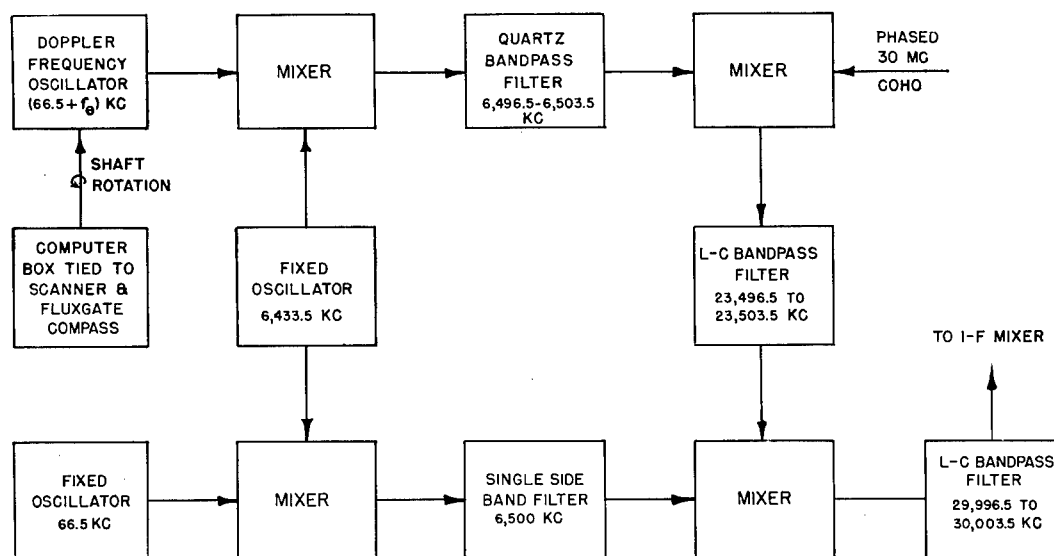 DOPPLER
FREQUENCY
OSCILLATOR
(66.5+fθ) KC
MIXER
QUARTZ
BANDPASS
FILTER
6,496.5-6,503.5
KC
MIXER
PHASED
30 MC
COHO
SHAFT
ROTATION
COMPUTER
BOX TIED TO
SCANNER &
FLUXGATE
COMPASS
FIXED
OSCILLATOR
6,433.5 KC
L-C BANDPASS
FILTER
23,496.5 TO
23,503.5 KC
TO I-F MIXER
FIXED
OSCILLATOR
66.5 KC
MIXER
SINGLE SIDE
BAND FILTER
6,500 KC
MIXER
L-C BANDPASS
FILTER
29,996.5 TO
30,003.5 KC